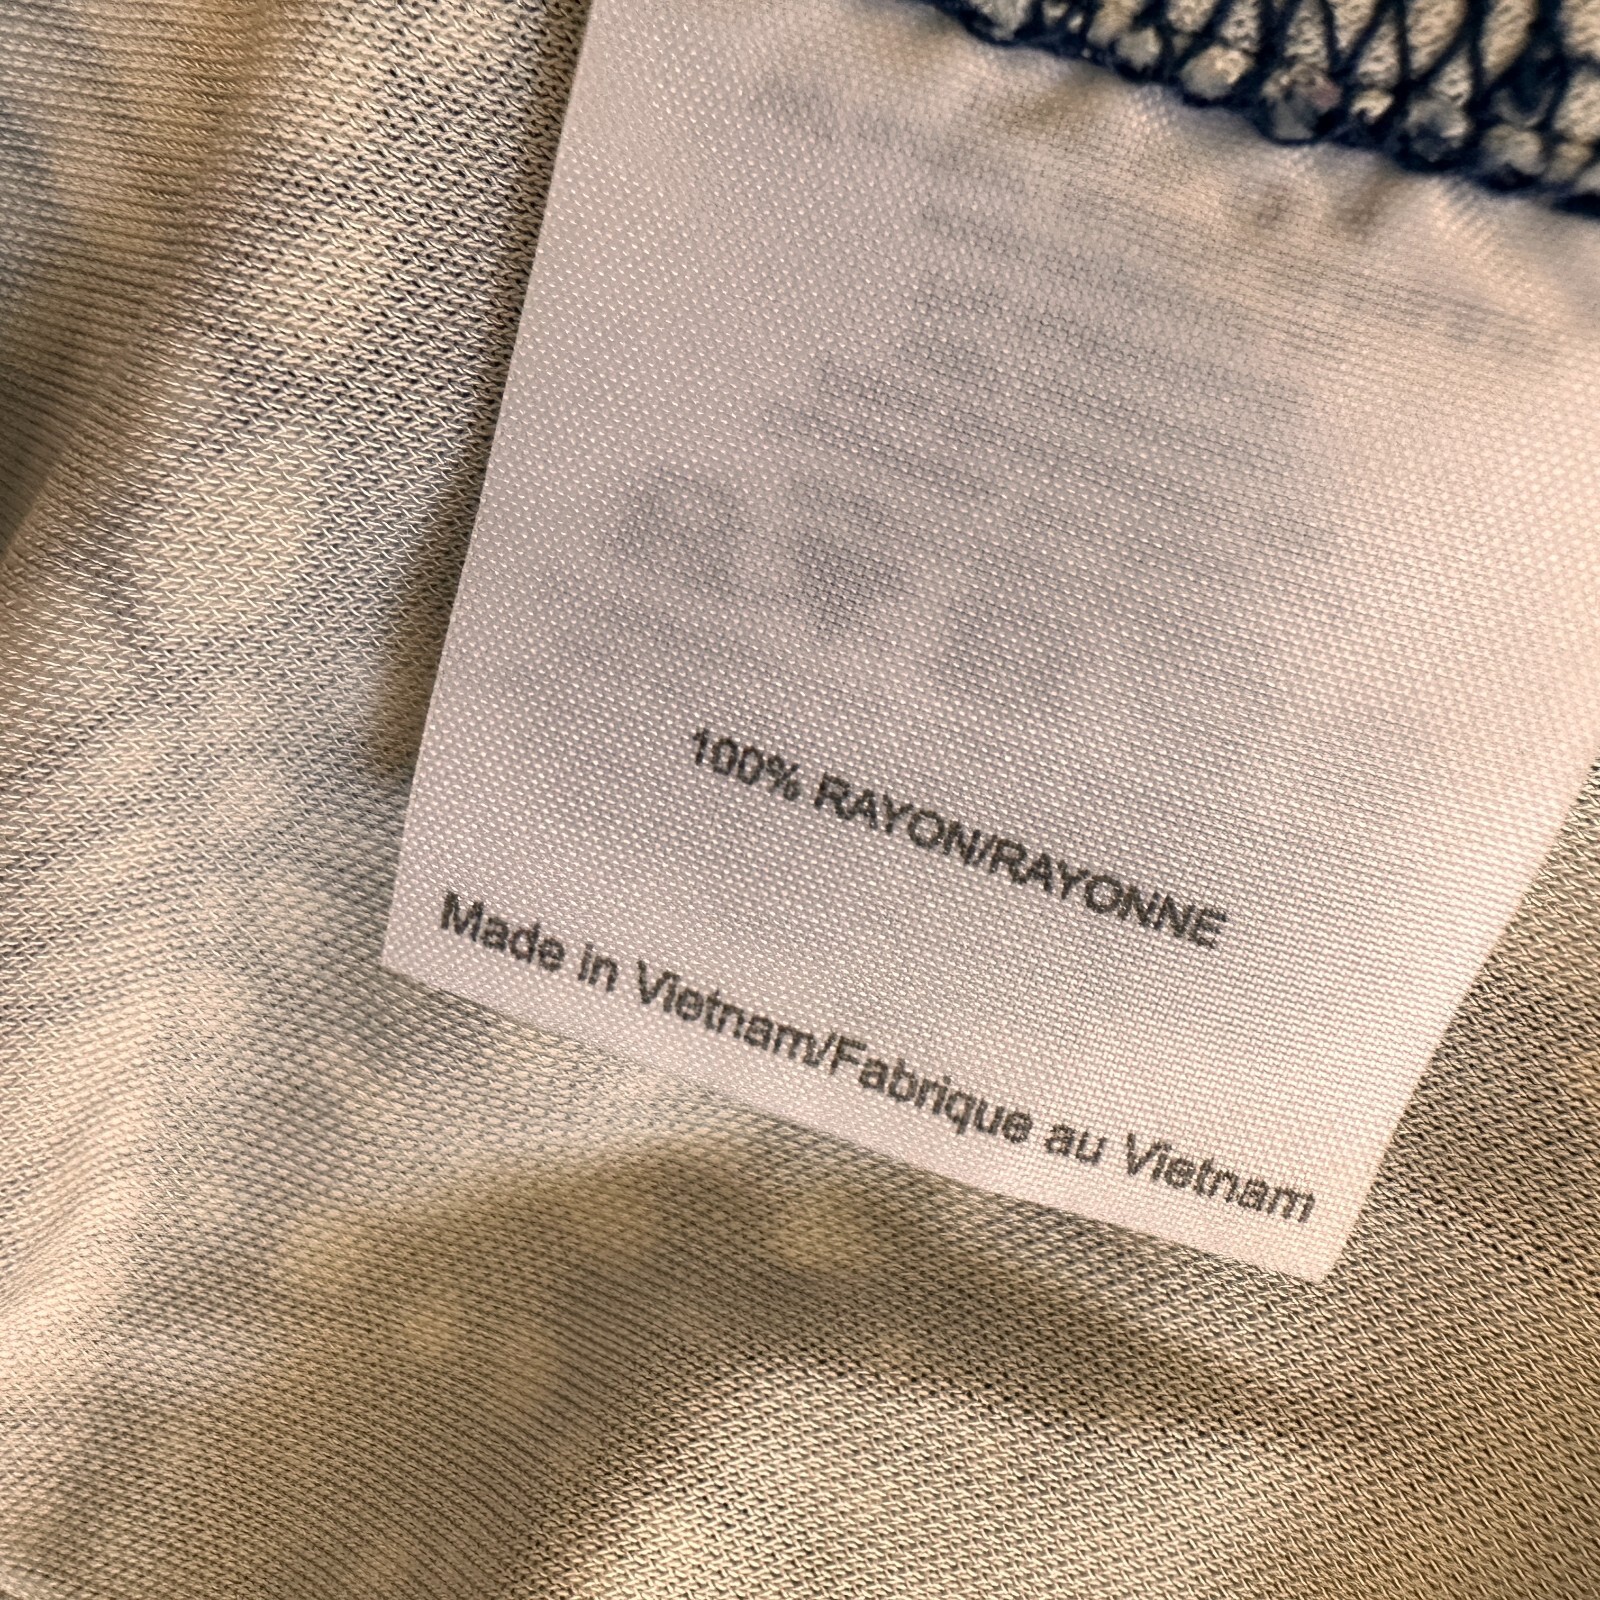 100% RAYON/RAYONNE
Made in Vietnam/Fabrique au Vietnam